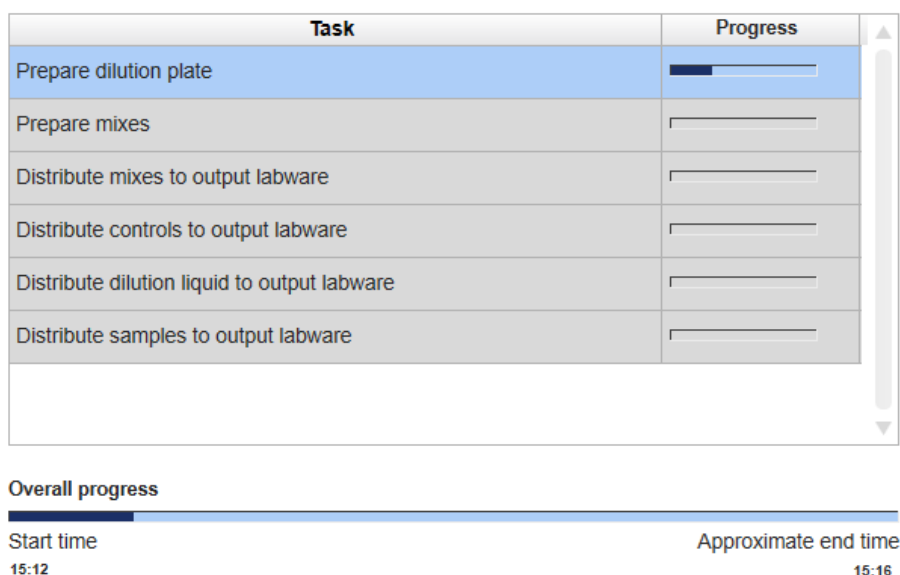 Task Progress
Prepare dilution plate
Prepare mixes
Distribute mixes to output labware
Distribute controls to output labware
Distribute dilution liquid to output labware
Distribute samples to output labware
Overall progress
Start time Approximate end time
15:12 15:16